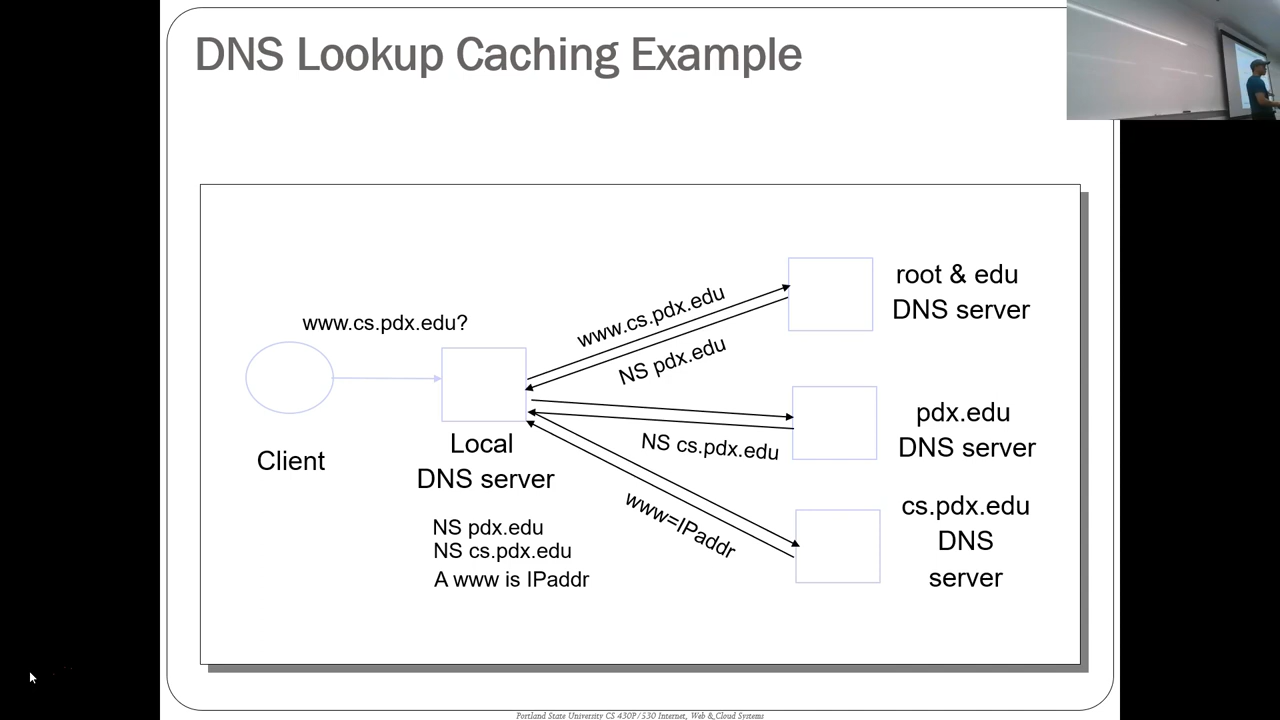 DNS Lookup Caching Example
www.cs.pdx.edu?
Client
Local
DNS server
NS pdx.edu
NS cs.pdx.edu
A www is IPaddr
www.cs.pdx.edu
NS pdx.edu
NS cs.pdx.edu
www=IPaddr
root & edu
DNS server
pdx.edu
DNS server
cs.pdx.edu
DNS
server
Portland State University CS 430P/530 Internet, Web & Cloud Systems